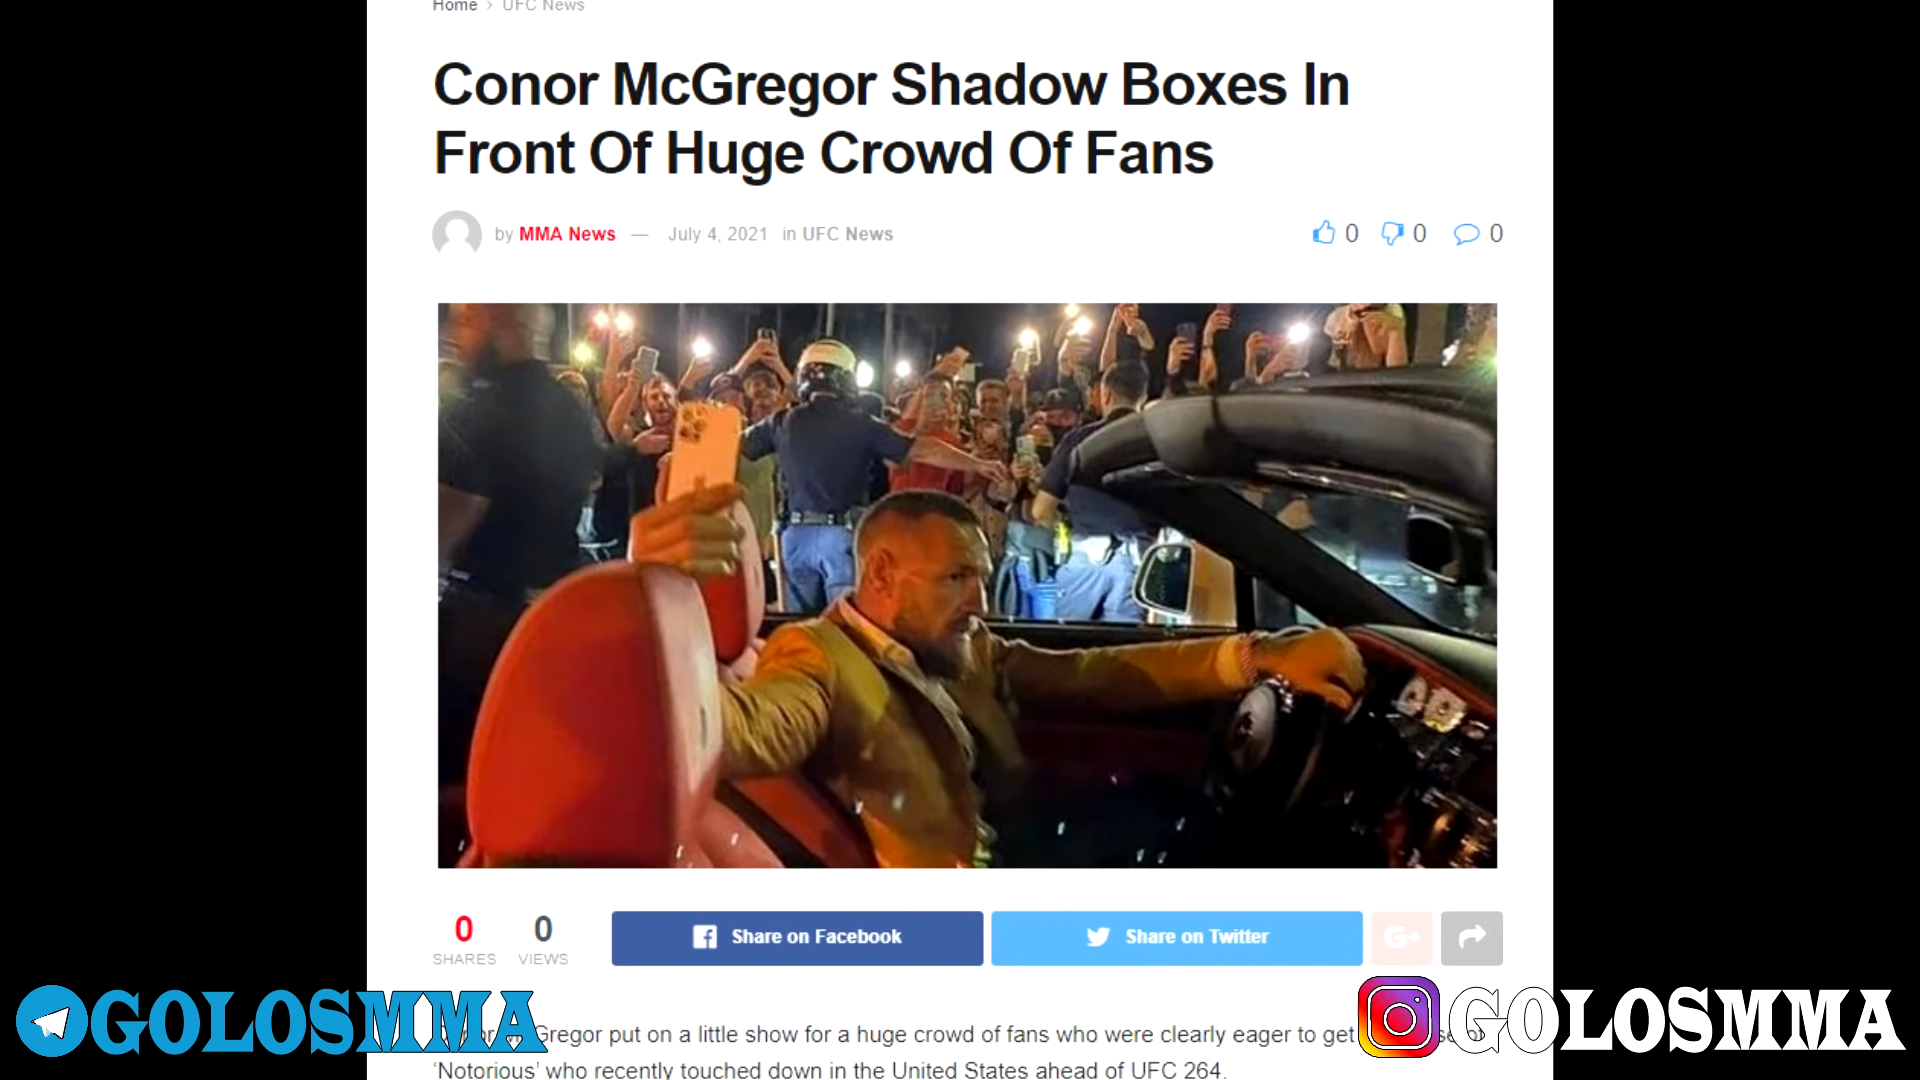 Home > UFC News
Conor McGregor Shadow Boxes In
Front Of Huge Crowd Of Fans
by MMA News — July 4, 2021 in UFC News
0 0 0
0 0
SHARES VIEWS
Share on Facebook
Share on Twitter
G+
GOLOSMMA
GOLOSMMA
Gregor put on a little show for a huge crowd of fans who were clearly eager to get
‘Notorious’ who recently touched down in the United States ahead of UFC 264.